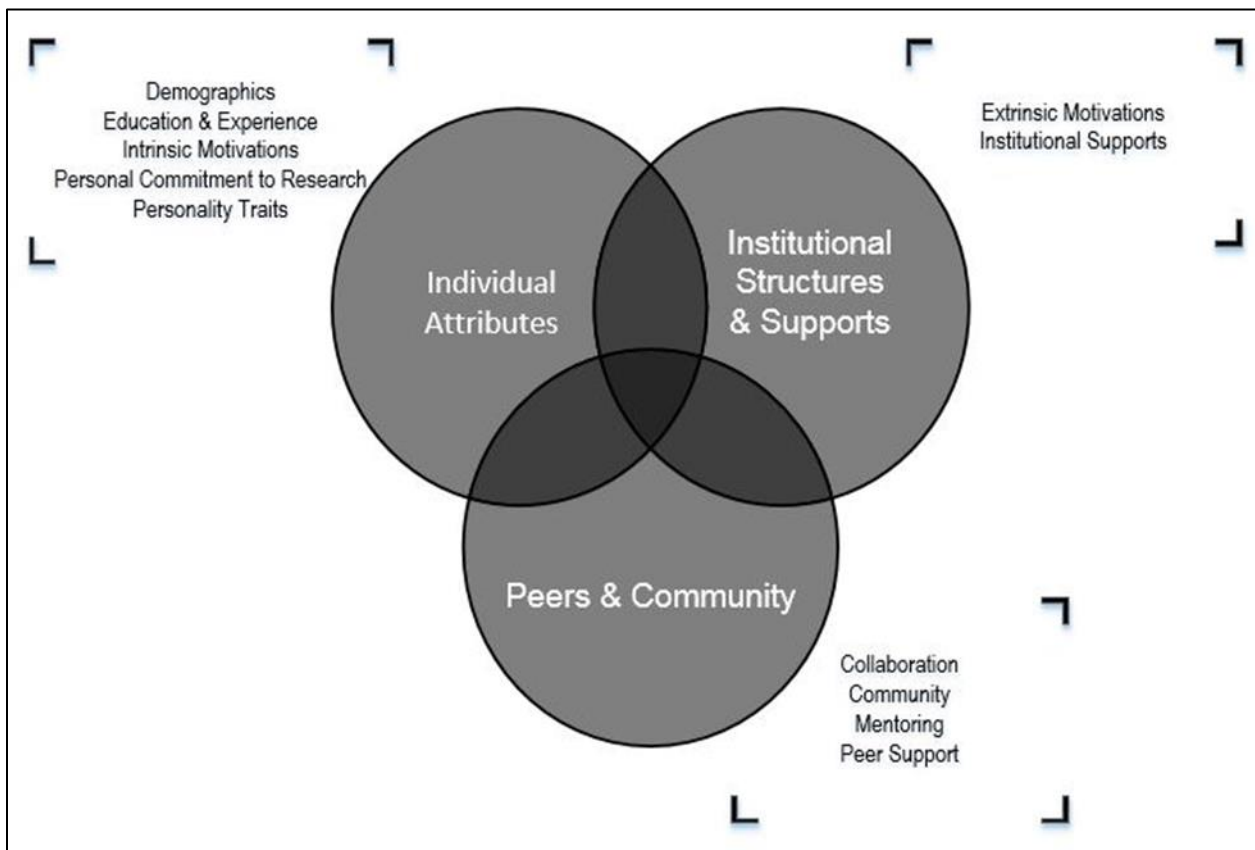 Demographics
Education & Experience
Intrinsic Motivations
Personal Commitment to Research
Personality Traits
Extrinsic Motivations
Institutional Supports
Individual
Attributes
Institutional
Structures
& Supports
Peers & Community
Collaboration
Community
Mentoring
Peer Support